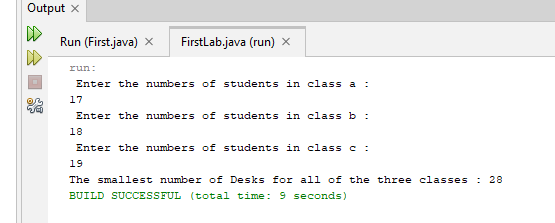 Output ×
Run (First.java) × FirstLab.java (run) ×
run:
Enter the numbers of students in class a :
17
Enter the numbers of students in class b :
18
Enter the numbers of students in class c :
19
The smallest number of Desks for all of the three classes : 28
BUILD SUCCESSFUL (total time: 9 seconds)